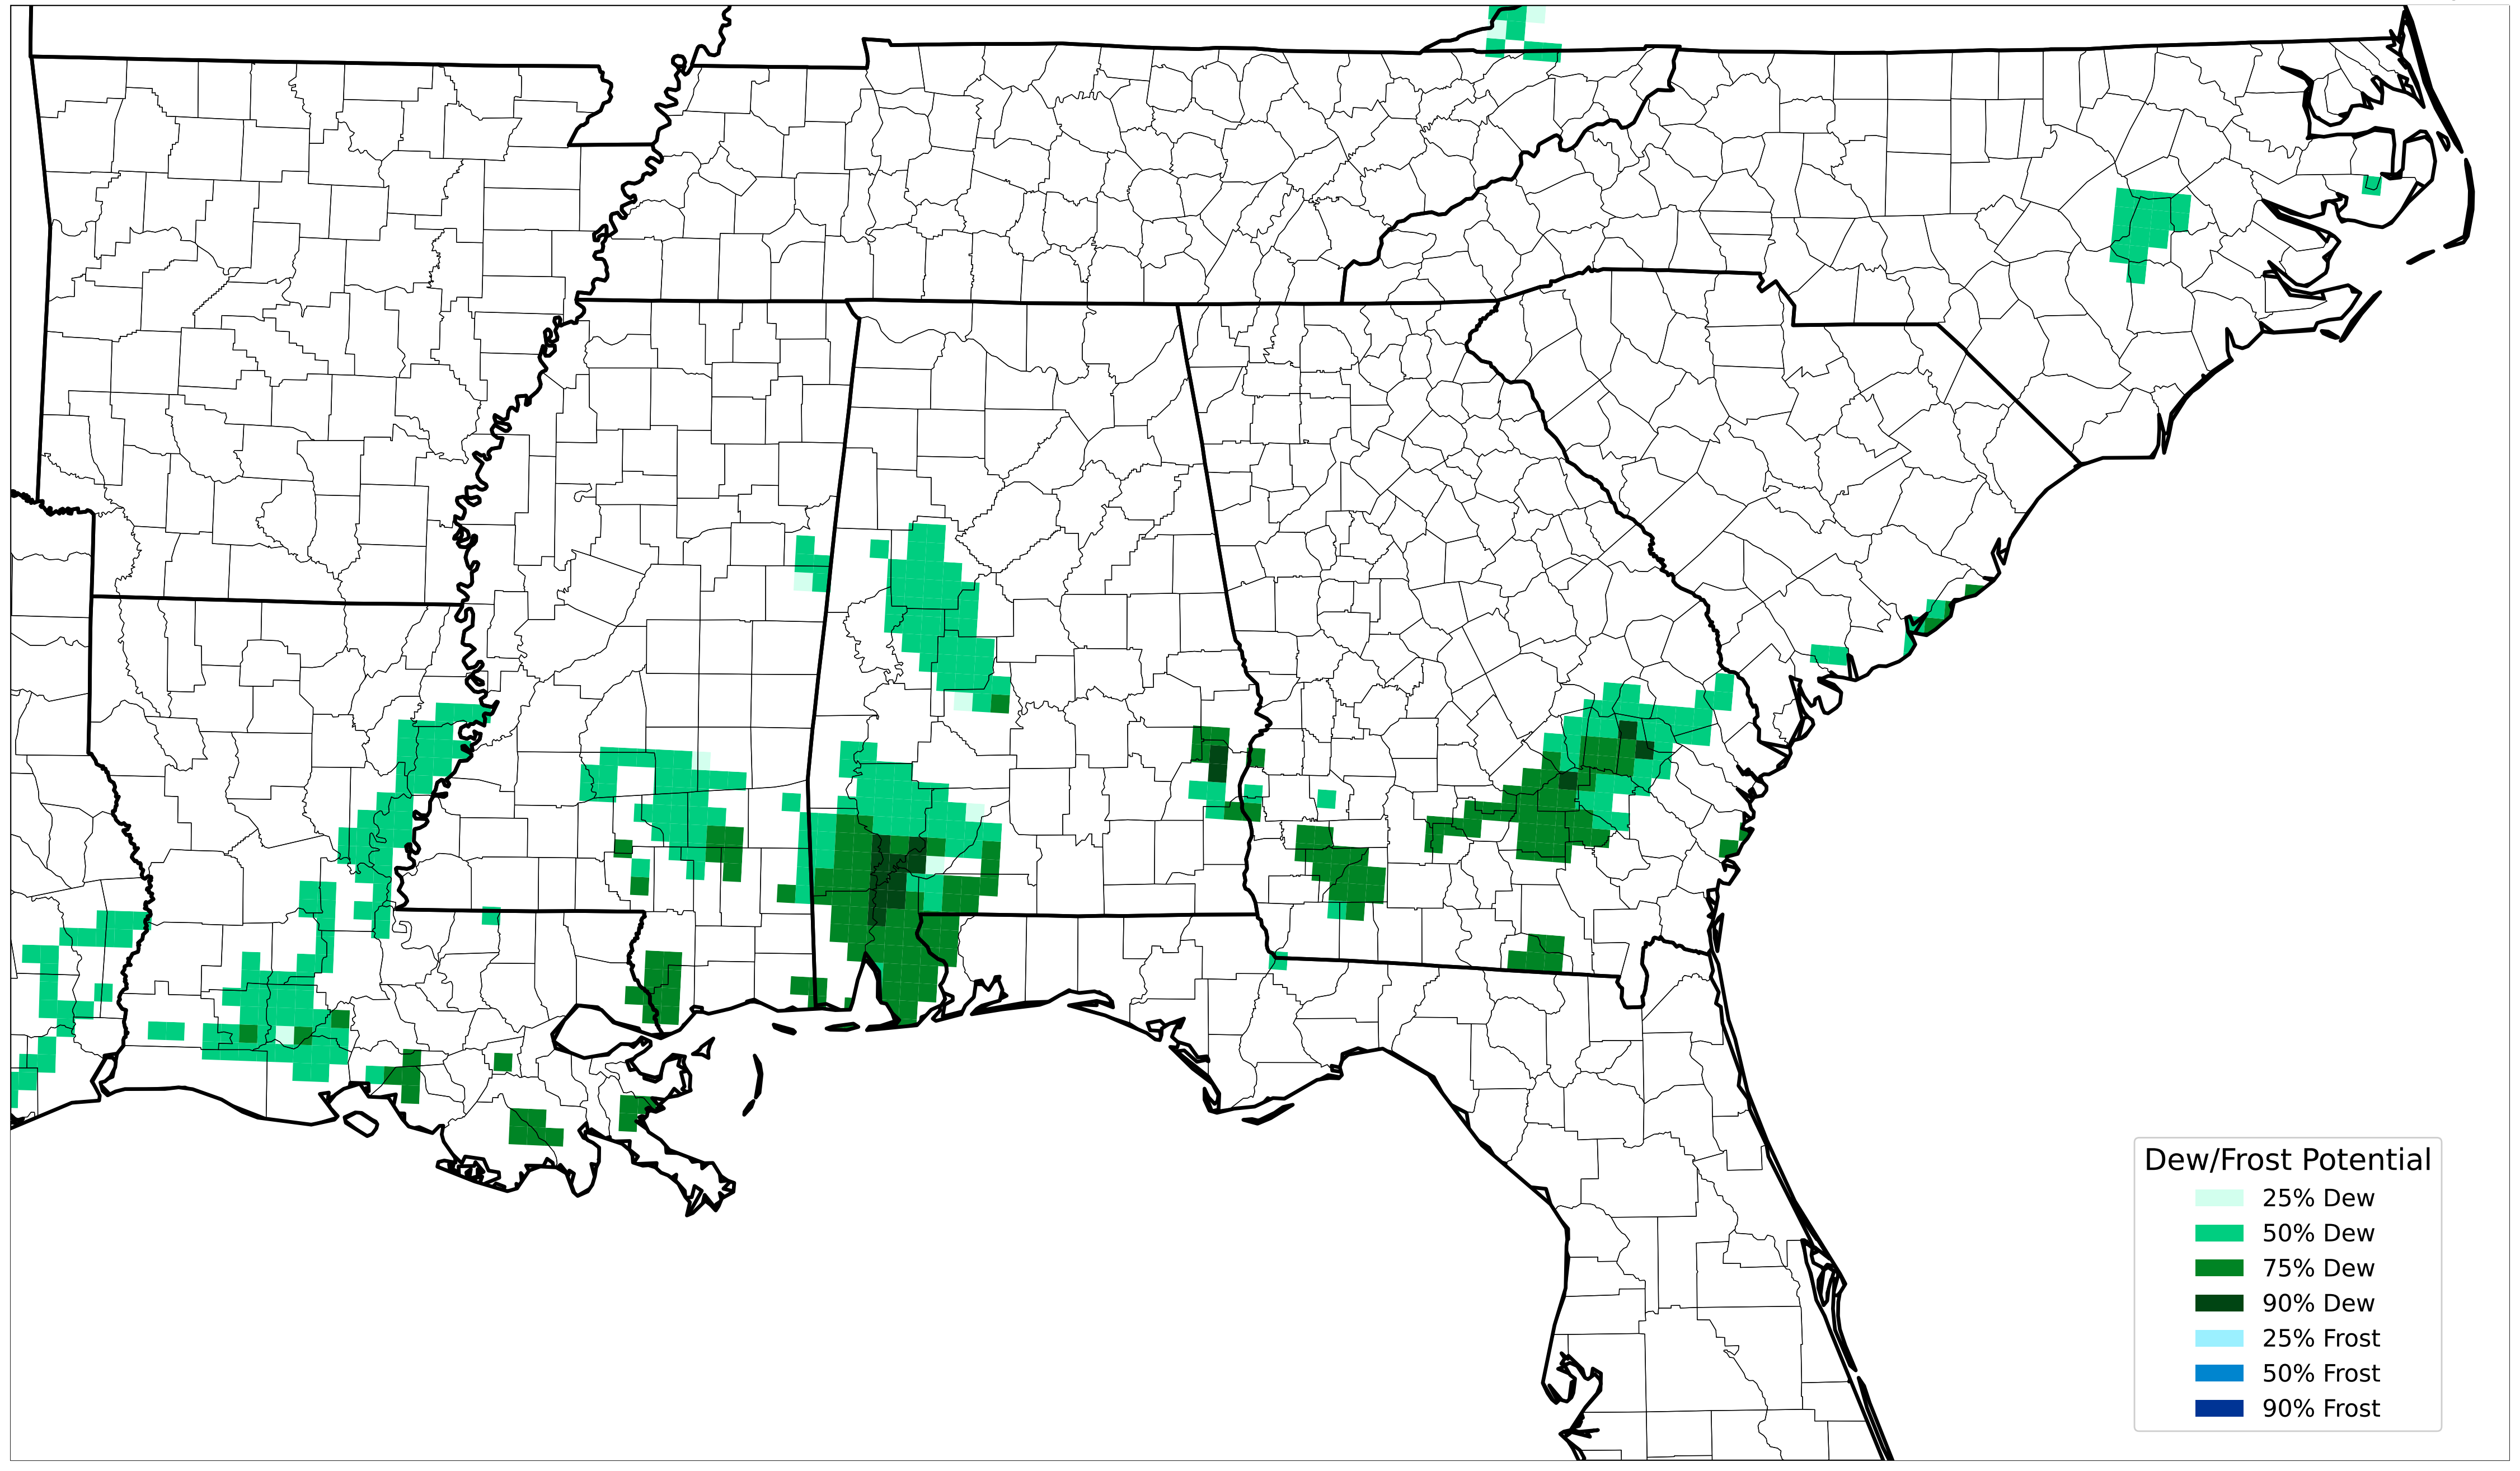 Dew/Frost Potential
25% Dew
50% Dew
75% Dew
90% Dew
25% Frost
50% Frost
90% Frost